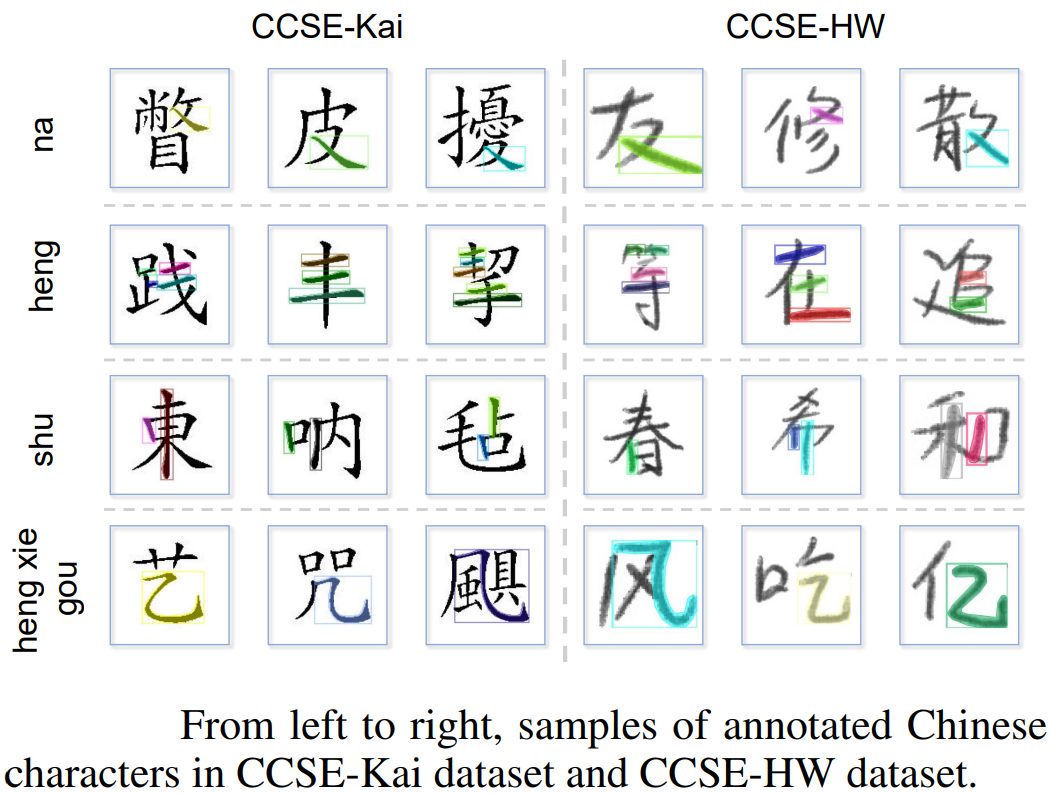 CCSE-Kai CCSE-HW
na 瞥 皮 擾 友 修 散
heng 践 丰 挈 等 在 追
shu 東 呐 毡 春 希 和
heng xie gou 艺 咒 颶 风 吃 亿
From left to right, samples of annotated Chinese
characters in CCSE-Kai dataset and CCSE-HW dataset.